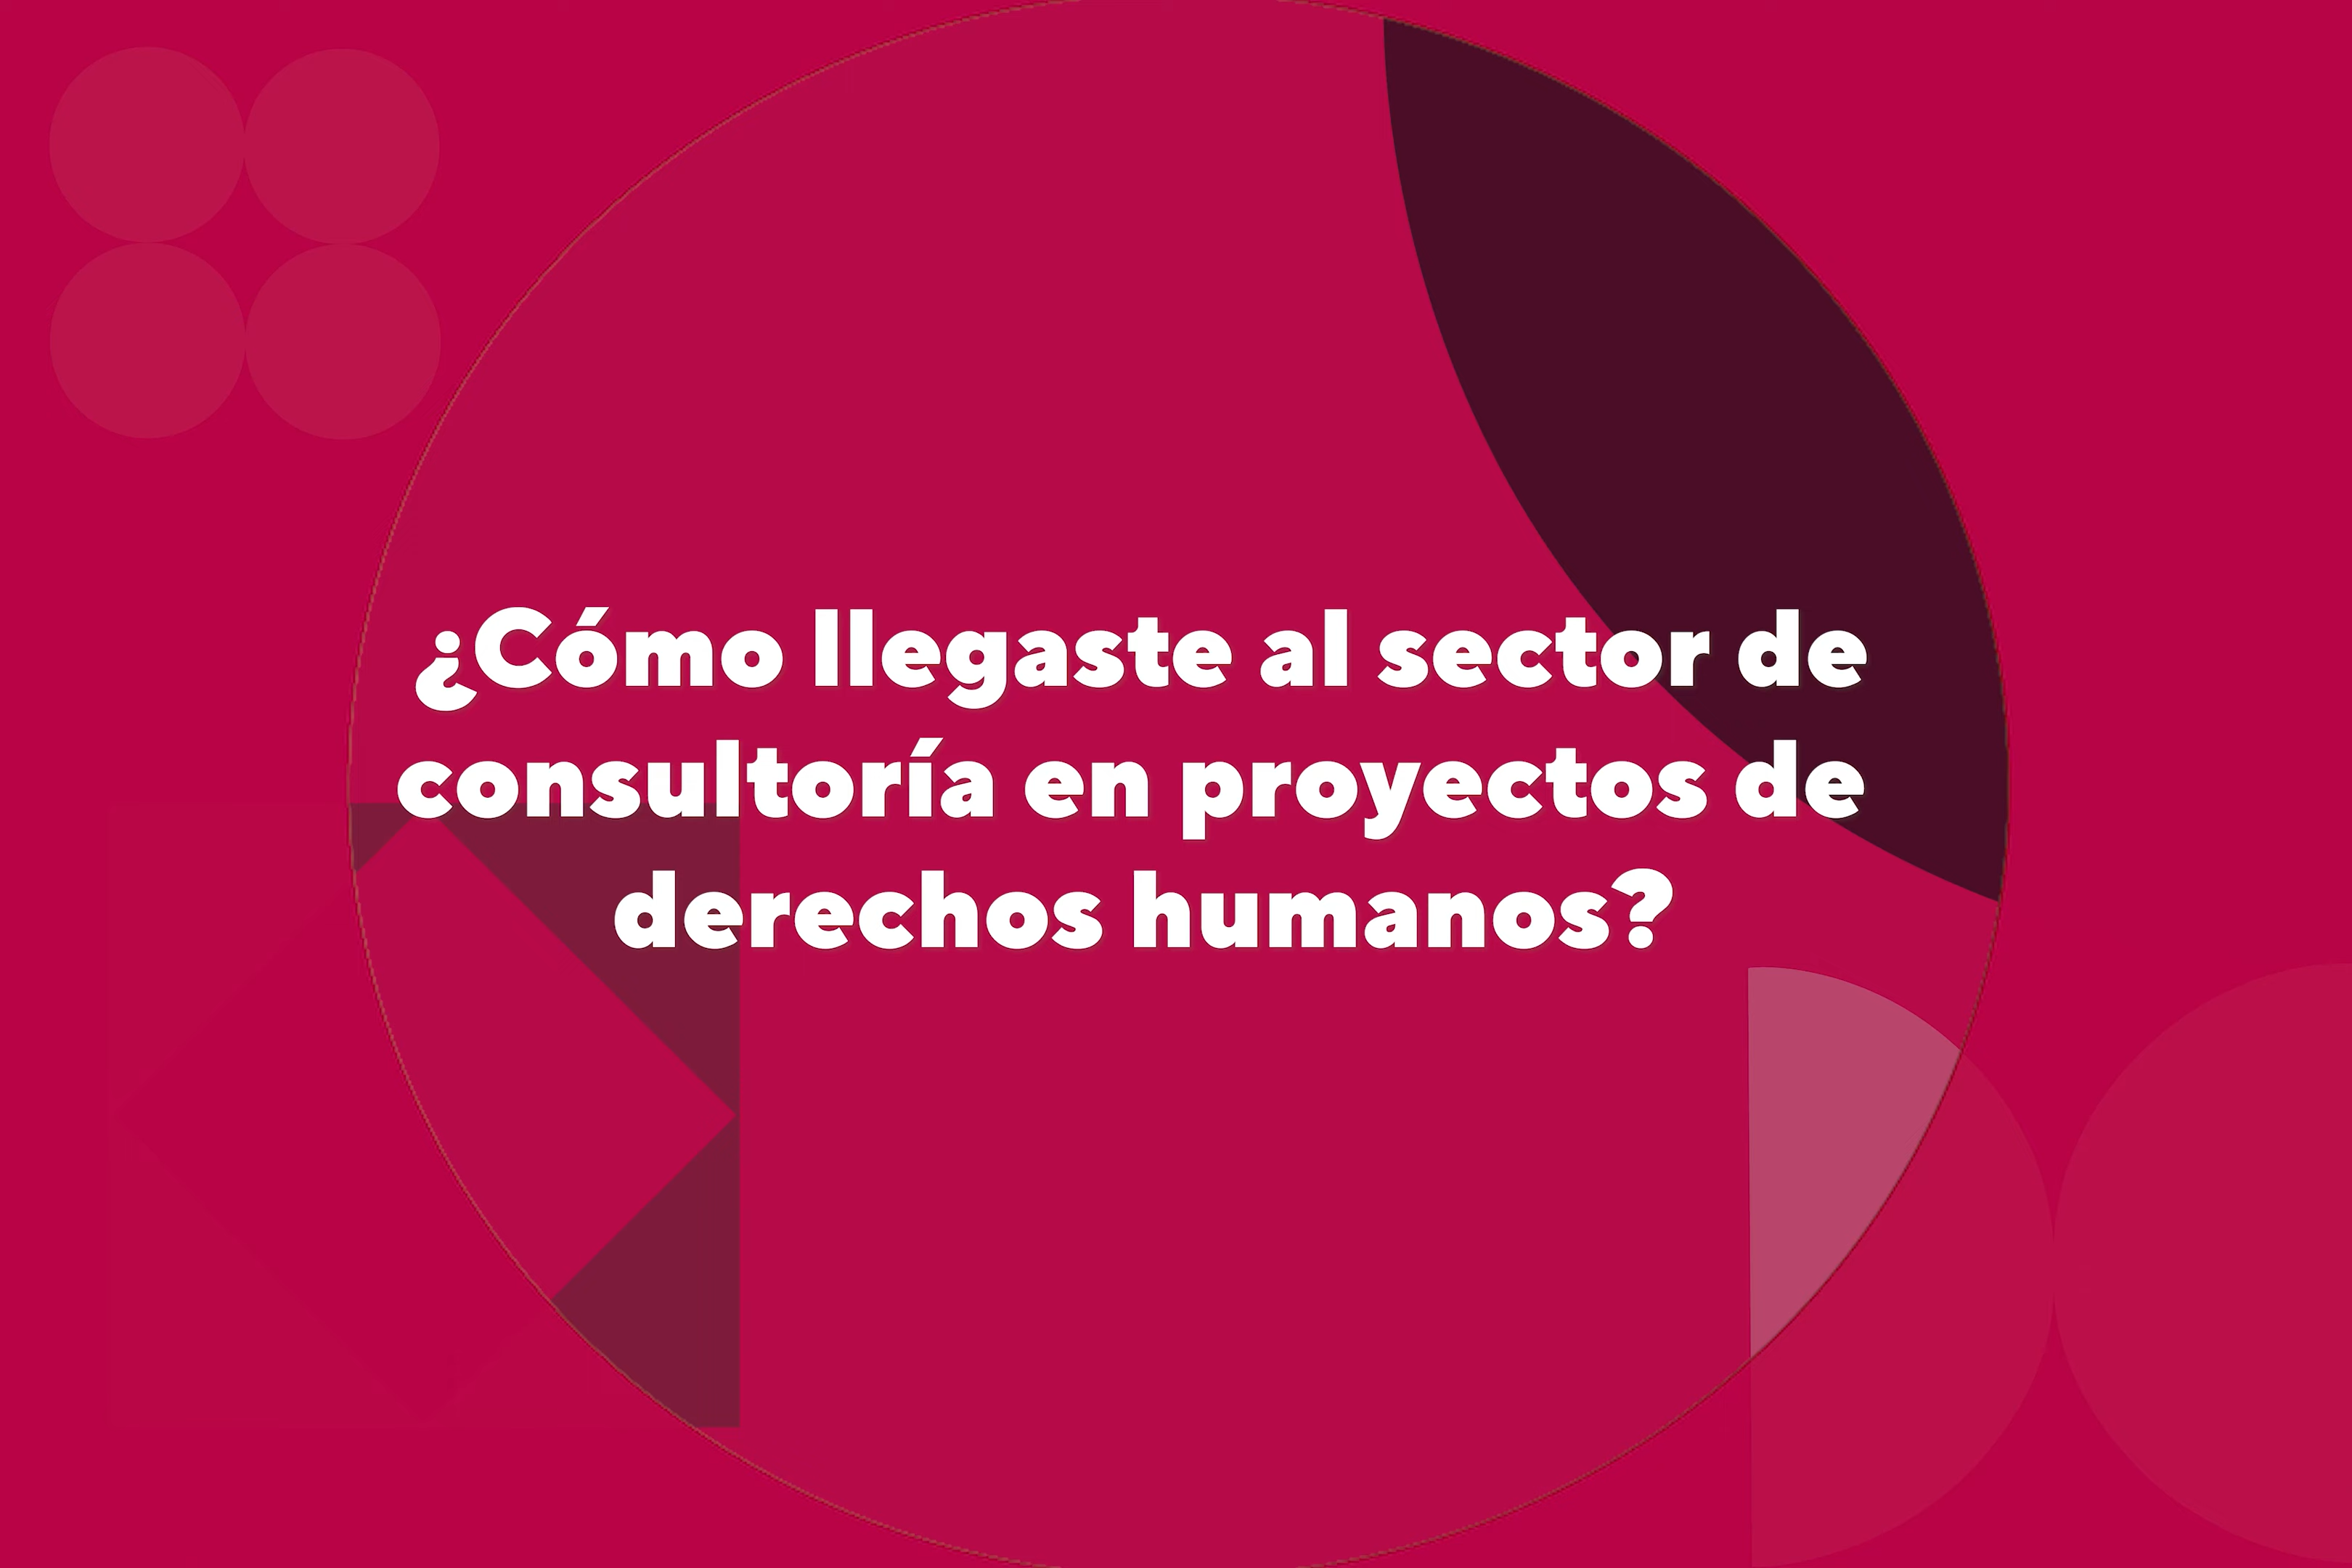 ¿Cómo llegaste al sector de
consultoría en proyectos de
derechos humanos?